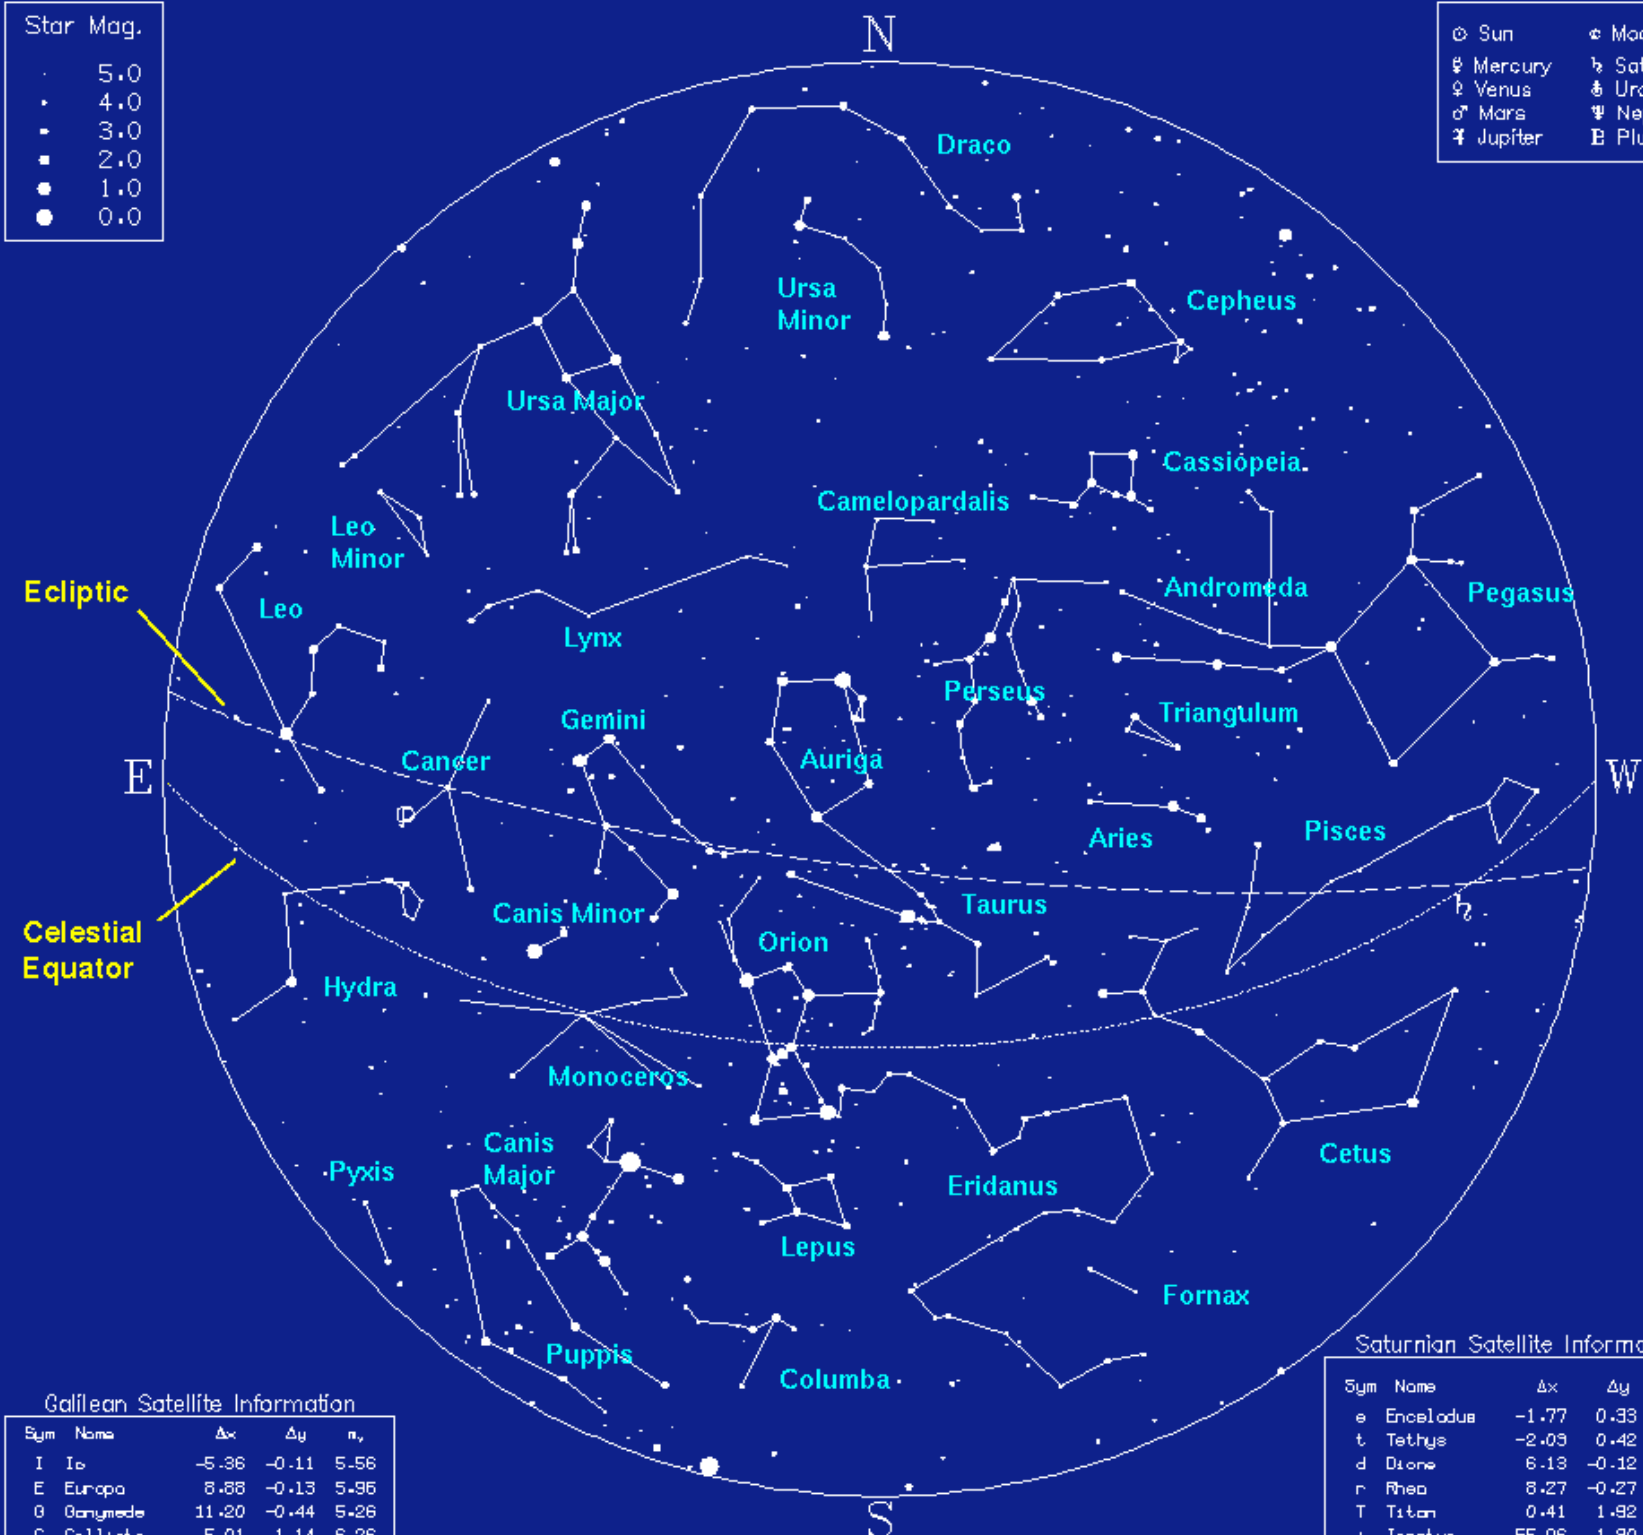 N
Star Mag.
5.0
4.0
3.0
2.0
1.0
0.0
☉ Sun
☿ Mercury
♀ Venus
♂ Mars
♃ Jupiter
Draco
Ursa
Minor
Cepheus
Ursa Major
Cassiopeia
Camelopardalis
Leo
Minor
Andromeda
Pegasus
Ecliptic
Leo
Lynx
Perseus
Triangulum
Gemini
Cancer
Auriga
E
W
Aries
Pisces
Canis Minor
Taurus
Orion
Celestial
Equator
Hydra
Monoceros
Canis
Major
Pyxis
Cetus
Eridanus
Lepus
Fornax
Puppis
Columba
S
Galilean Satellite Information
Sym Name Δx Δy mᵥ
I Io -5.36 -0.11 5.56
E Europa 8.88 -0.13 5.96
G Ganymede 11.20 -0.44 5.26
Saturnian Satellite
Sym Name Δx Δy
e Enceladus -1.77 0.33
t Tethys -2.03 0.42
d Dione 6.13 -0.12
r Rhea 8.27 -0.27
T Titan 0.41 1.92